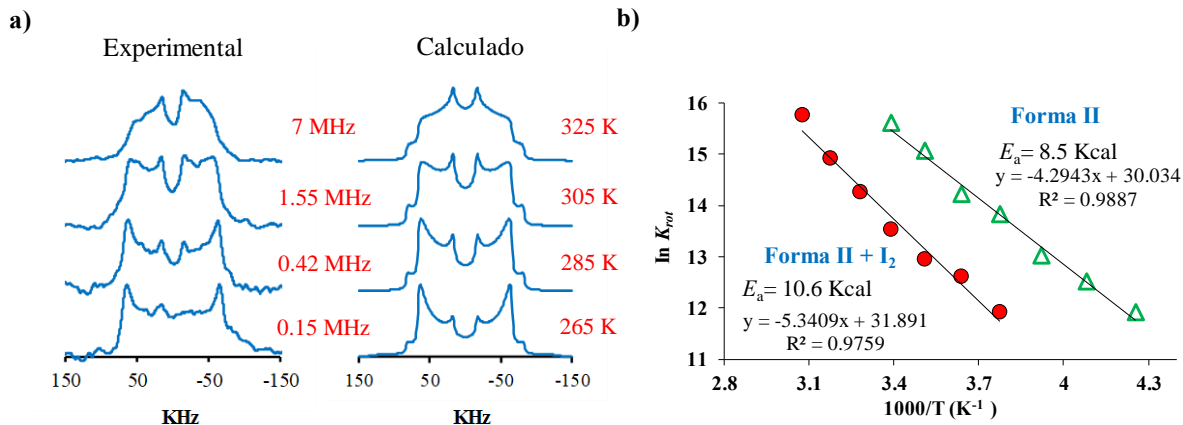 a)
Experimental
Calculado
7 MHz
325 K
1.55 MHz
305 K
0.42 MHz
285 K
0.15 MHz
265 K
150 50 -50 -150
150 50 -50 -150
KHz
KHz
b)
16
15
14
13
12
11
ln Krot
Forma II
Ea= 8.5 Kcal
y = -4.2943x + 30.034
R² = 0.9887
Forma II + I2
Ea= 10.6 Kcal
y = -5.3409x + 31.891
R² = 0.9759
2.8 3.1 3.4 3.7 4 4.3
1000/T (K-1)